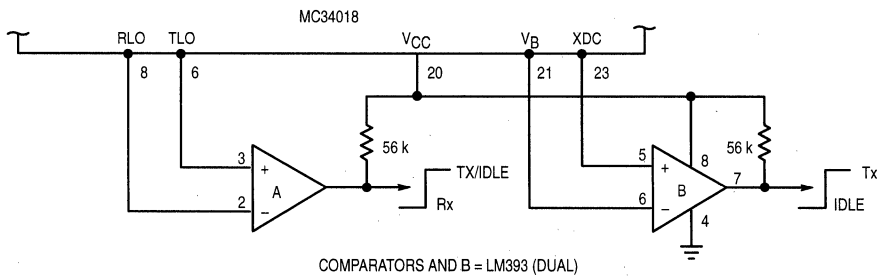 MC34018
RLO TLO VCC VB XDC
8 6 20 21 23
56 k 56 k
3 + A 2 −
TX/IDLE
Rx
5 + B 6 −
8
7
4
Tx
IDLE
COMPARATORS AND B = LM393 (DUAL)